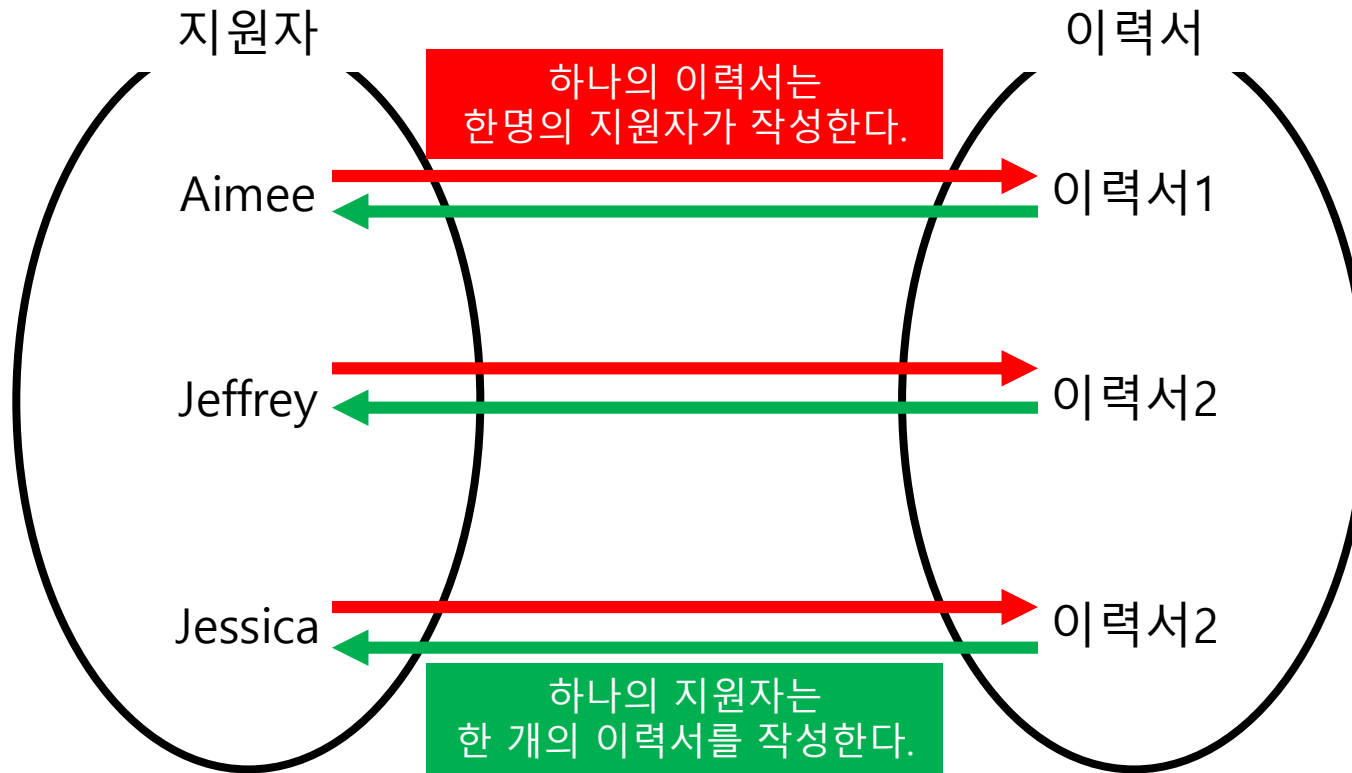 지원자
이력서
하나의 이력서는
한명의 지원자가 작성한다.
Aimee
이력서1
Jeffrey
이력서2
Jessica
이력서2
하나의 지원자는
한 개의 이력서를 작성한다.